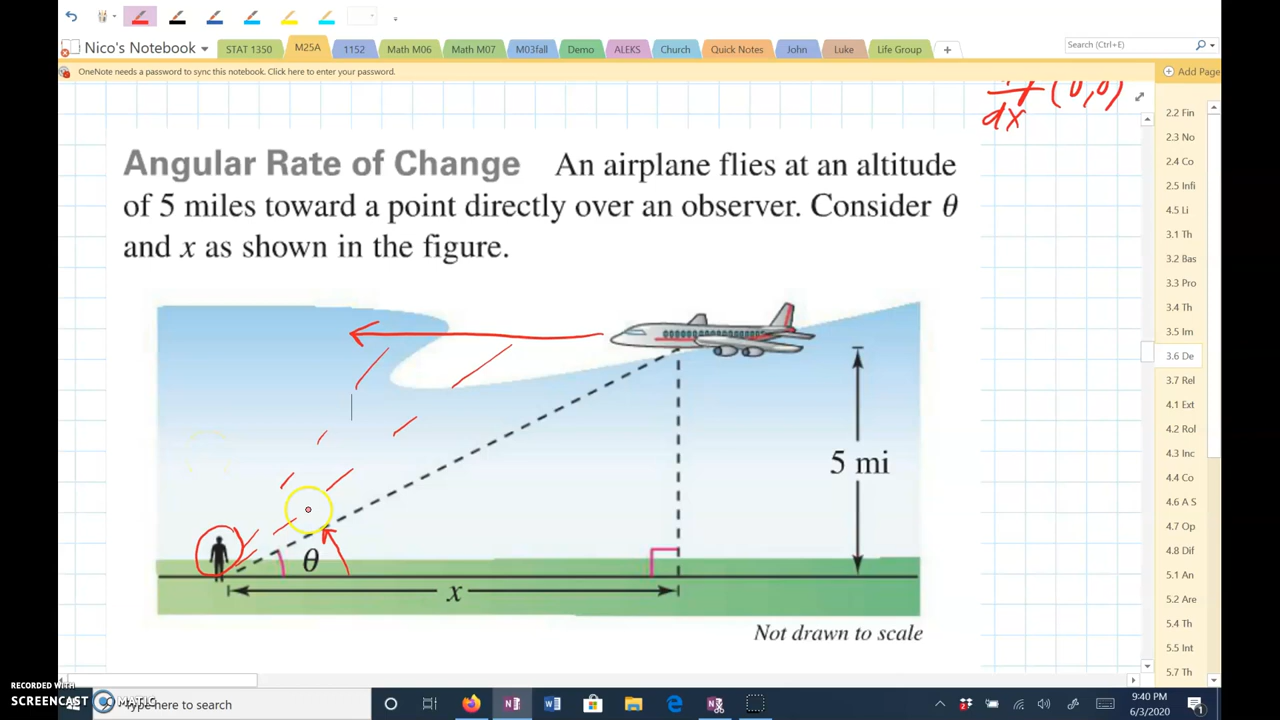 Nico's Notebook
STAT 1350
M25A
1152
Math M06
Math M07
M03fall
Demo
ALEKS
Church
Quick Notes
John
Luke
Life Group
Search (Ctrl+E)
OneNote needs a password to sync this notebook. Click here to enter your password.
Add Page
dx (0,0)
Angular Rate of Change An airplane flies at an altitude
of 5 miles toward a point directly over an observer. Consider θ
and x as shown in the figure.
5 mi
θ
x
Not drawn to scale
2.2 Fin
2.3 No
2.4 Co
2.5 Infi
4.5 Li
3.1 Th
3.2 Bas
3.3 Pro
3.4 Th
3.5 Im
3.6 De
3.7 Rel
4.1 Ext
4.2 Rol
4.3 Inc
4.4 Co
4.6 A S
4.7 Op
4.8 Dif
5.1 An
5.2 Are
5.4 Th
5.5 Int
5.7 Th
RECORDED WITH
SCREENCAST MATIC
Type here to search
9:40 PM
6/3/2020